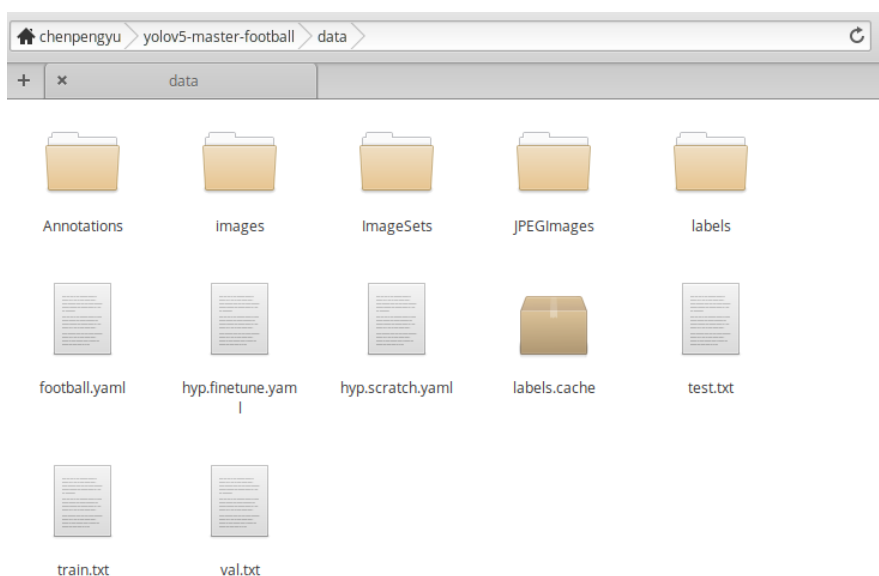 chenpengyu yolov5-master-football data
data
Annotations images ImageSets JPEGImages labels
football.yaml hyp.finetune.yam hyp.scratch.yaml labels.cache test.txt
l
train.txt val.txt